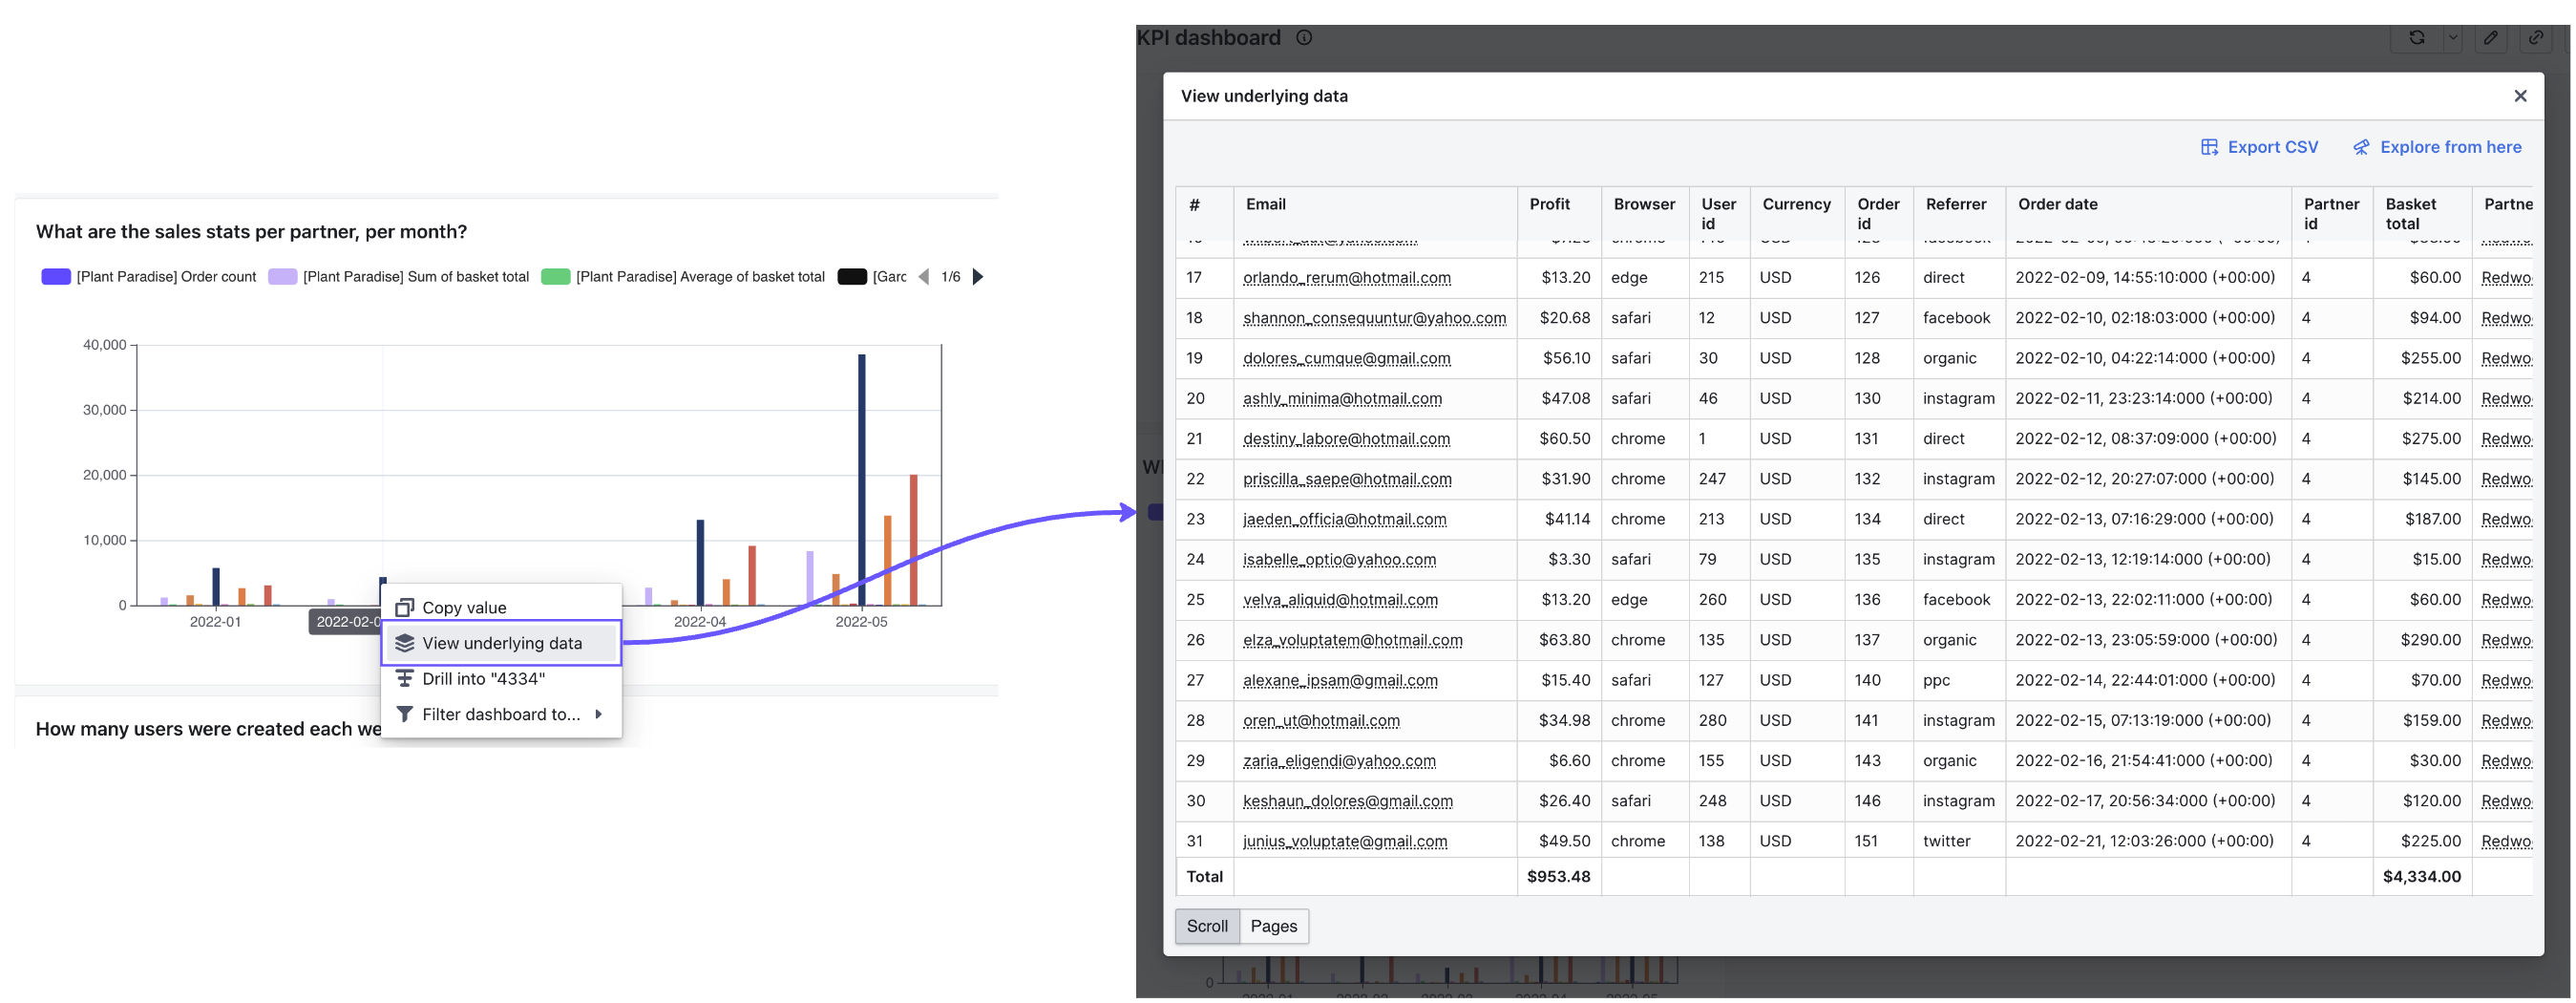 What are the sales stats per partner, per month?
[Plant Paradise] Order count [Plant Paradise] Sum of basket total [Plant Paradise] Average of basket total [Garc 1/6
40,000
30,000
20,000
10,000
0
2022-01 2022-02-0 2022-04 2022-05
Copy value
View underlying data
Drill into "4334"
Filter dashboard to...
How many users were created each we
KPI dashboard
View underlying data
Export CSV Explore from here
# Email Profit Browser User id Currency Order id Referrer Order date Partner id Basket total Partne
17 orlando_rerum@hotmail.com $13.20 edge 215 USD 126 direct 2022-02-09, 14:55:10:000 (+00:00) 4 $60.00 Redwo
18 shannon_consequuntur@yahoo.com $20.68 safari 12 USD 127 facebook 2022-02-10, 02:18:03:000 (+00:00) 4 $94.00 Redwo
19 dolores_cumque@gmail.com $56.10 safari 30 USD 128 organic 2022-02-10, 04:22:14:000 (+00:00) 4 $255.00 Redwo
20 ashly_minima@hotmail.com $47.08 safari 46 USD 130 instagram 2022-02-11, 23:23:14:000 (+00:00) 4 $214.00 Redwo
21 destiny_labore@hotmail.com $60.50 chrome 1 USD 131 direct 2022-02-12, 08:37:09:000 (+00:00) 4 $275.00 Redwo
22 priscilla_saepe@hotmail.com $31.90 chrome 247 USD 132 instagram 2022-02-12, 20:27:07:000 (+00:00) 4 $145.00 Redwo
23 jaeden_officia@hotmail.com $41.14 chrome 213 USD 134 direct 2022-02-13, 07:16:29:000 (+00:00) 4 $187.00 Redwo
24 isabelle_optio@yahoo.com $3.30 safari 79 USD 135 instagram 2022-02-13, 12:19:14:000 (+00:00) 4 $15.00 Redwo
25 velva_aliquid@hotmail.com $13.20 edge 260 USD 136 facebook 2022-02-13, 22:02:11:000 (+00:00) 4 $60.00 Redwo
26 elza_voluptatem@hotmail.com $63.80 chrome 135 USD 137 organic 2022-02-13, 23:05:59:000 (+00:00) 4 $290.00 Redwo
27 alexane_ipsam@gmail.com $15.40 safari 127 USD 140 ppc 2022-02-14, 22:44:01:000 (+00:00) 4 $70.00 Redwo
28 oren_ut@hotmail.com $34.98 chrome 280 USD 141 instagram 2022-02-15, 07:13:19:000 (+00:00) 4 $159.00 Redwo
29 zaria_eligendi@yahoo.com $6.60 chrome 155 USD 143 organic 2022-02-16, 21:54:41:000 (+00:00) 4 $30.00 Redwo
30 keshaun_dolores@gmail.com $26.40 safari 248 USD 146 instagram 2022-02-17, 20:56:34:000 (+00:00) 4 $120.00 Redwo
31 junius_voluptate@gmail.com $49.50 chrome 138 USD 151 twitter 2022-02-21, 12:03:26:000 (+00:00) 4 $225.00 Redwo
Total $953.48 $4,334.00
Scroll Pages
0